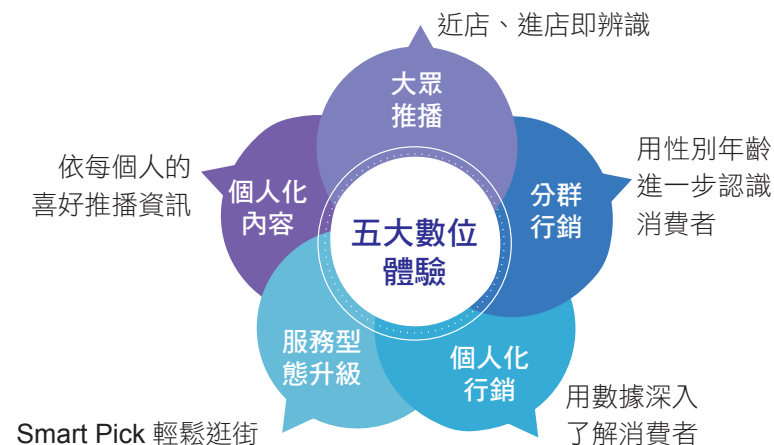 近店、進店即辨識
大眾
推播
用性別年齡
進一步認識
消費者
分群
行銷
依每個人的
喜好推播資訊
個人化
內容
五大數位
體驗
服務型
態升級
個人化
行銷
用數據深入
了解消費者
Smart Pick 輕鬆逛街